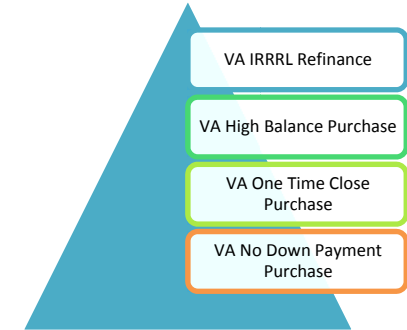 VA IRRRL Refinance
VA High Balance Purchase
VA One Time Close
Purchase
VA No Down Payment
Purchase